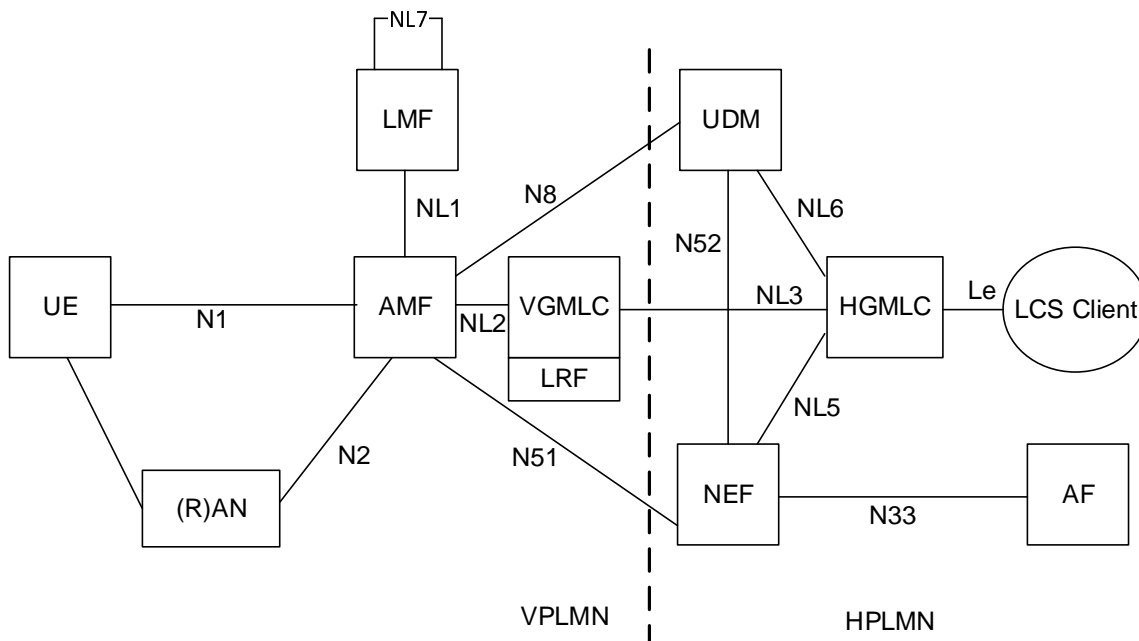 NL7
LMF
UDM
NL1
N8
NL6
N52
UE
N1
AMF
NL2
VGMLC
NL3
HGMLC
Le
LCS Client
LRF
NL5
N2
N51
(R)AN
NEF
N33
AF
VPLMN
HPLMN